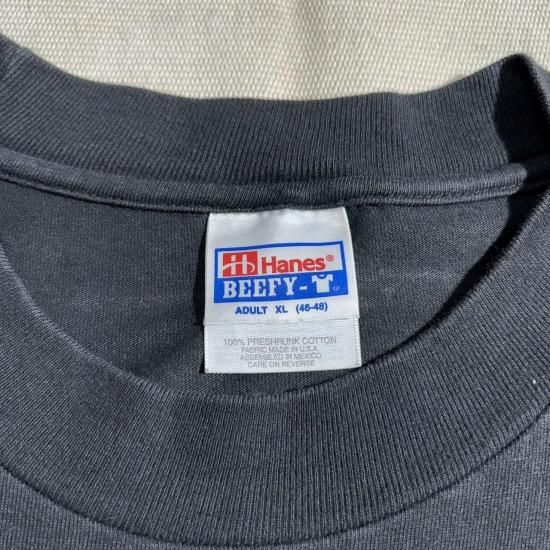 Hanes®
BEEFY-T®
ADULT XL (46-48)
100% PRESHRUNK COTTON
FABRIC MADE IN U.S.A.
ASSEMBLED IN MEXICO
CARE ON REVERSE